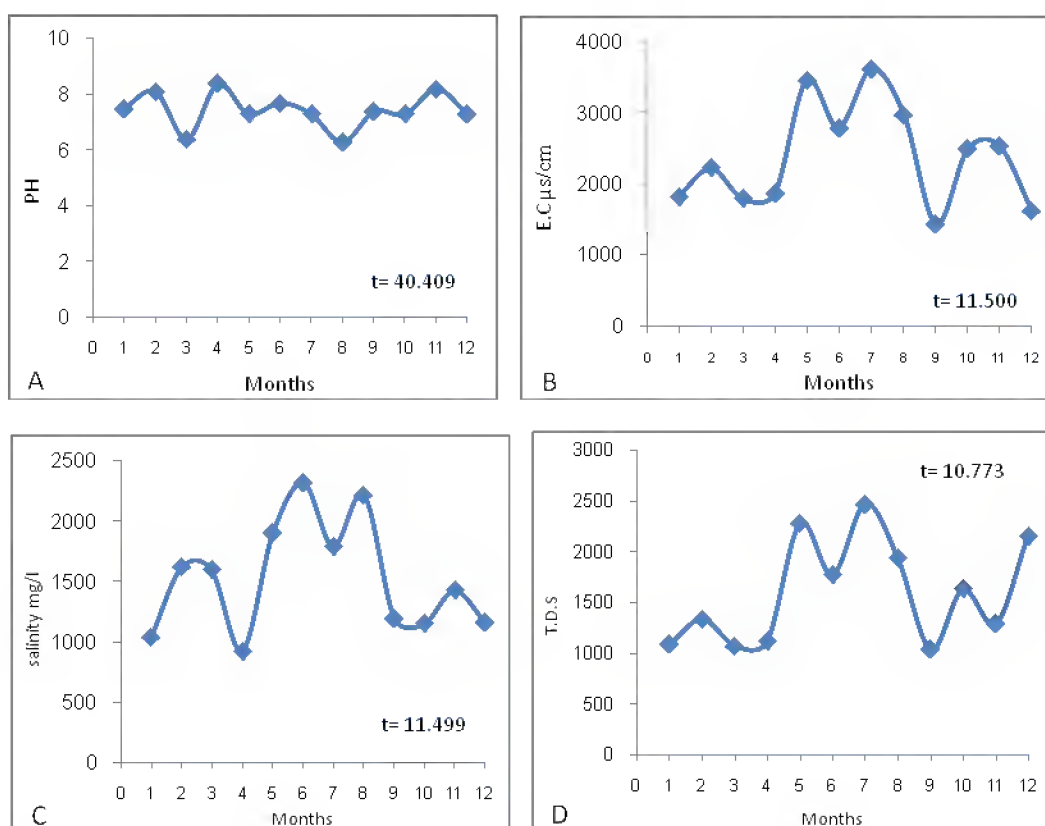 10
8
6
4
2
0
PH
t= 40.409
0 1 2 3 4 5 6 7 8 9 10 11 12
Months
A
4000
3000
2000
1000
0
E.Cµs/cm
t= 11.500
0 1 2 3 4 5 6 7 8 9 10 11 12
Months
B
2500
2000
1500
1000
500
0
salinity mg/l
t= 11.499
0 1 2 3 4 5 6 7 8 9 10 11 12
Months
C
3000
2500
2000
1500
1000
500
0
T.D.s
t= 10.773
0 1 2 3 4 5 6 7 8 9 10 11 12
Months
D